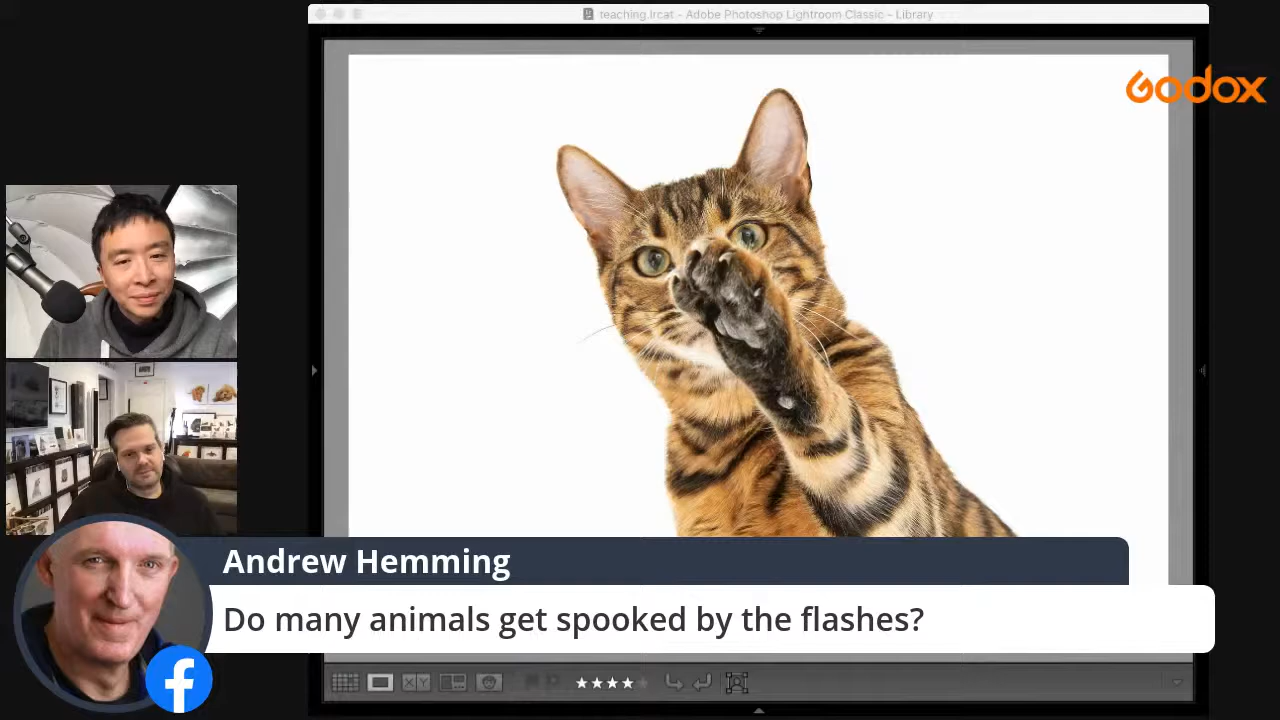 teaching.lrcat - Adobe Photoshop Lightroom Classic - Library
GODOX
Andrew Hemming
Do many animals get spooked by the flashes?
X Y